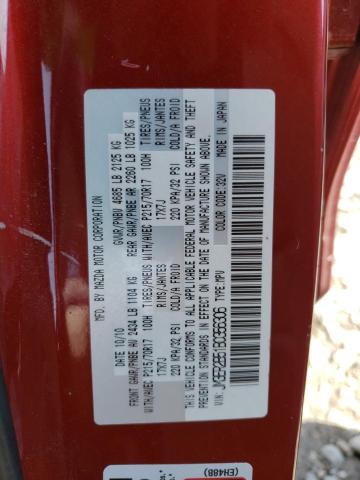 MFD. BY MAZDA MOTOR CORPORATION
10/10 GVWR/PNBV 4685 LB 2125 KG
FRONT GAWR/PNBE AV 2434 LB 1104 KG REAR GAWR/PNBE AR 2260 LB 1025 KG
WITH/AVEC P215/70R17 100H TIRES/PNEUS WITH/AVEC P215/70R17 100H TIRES/PNEUS
17X7J RIMS/JANTES 17X7J RIMS/JANTES
220 KPA/32 PSI COLD/A FROID 220 KPA/32 PSI COLD/A FROID
THIS VEHICLE CONFORMS TO ALL APPLICABLE FEDERAL MOTOR VEHICLE SAFETY AND THEFT
PREVENTION STANDARDS IN EFFECT ON THE DATE OF MANUFACTURE SHOWN ABOVE.
MADE IN JAPAN
VIN: TYPE: MPV COLOR CODE: 32V
(EH48B)